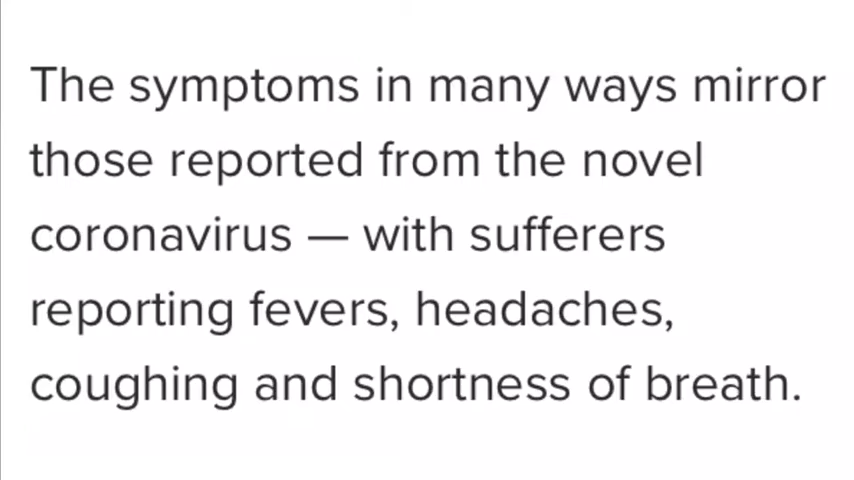 The symptoms in many ways mirror
those reported from the novel
coronavirus — with sufferers
reporting fevers, headaches,
coughing and shortness of breath.